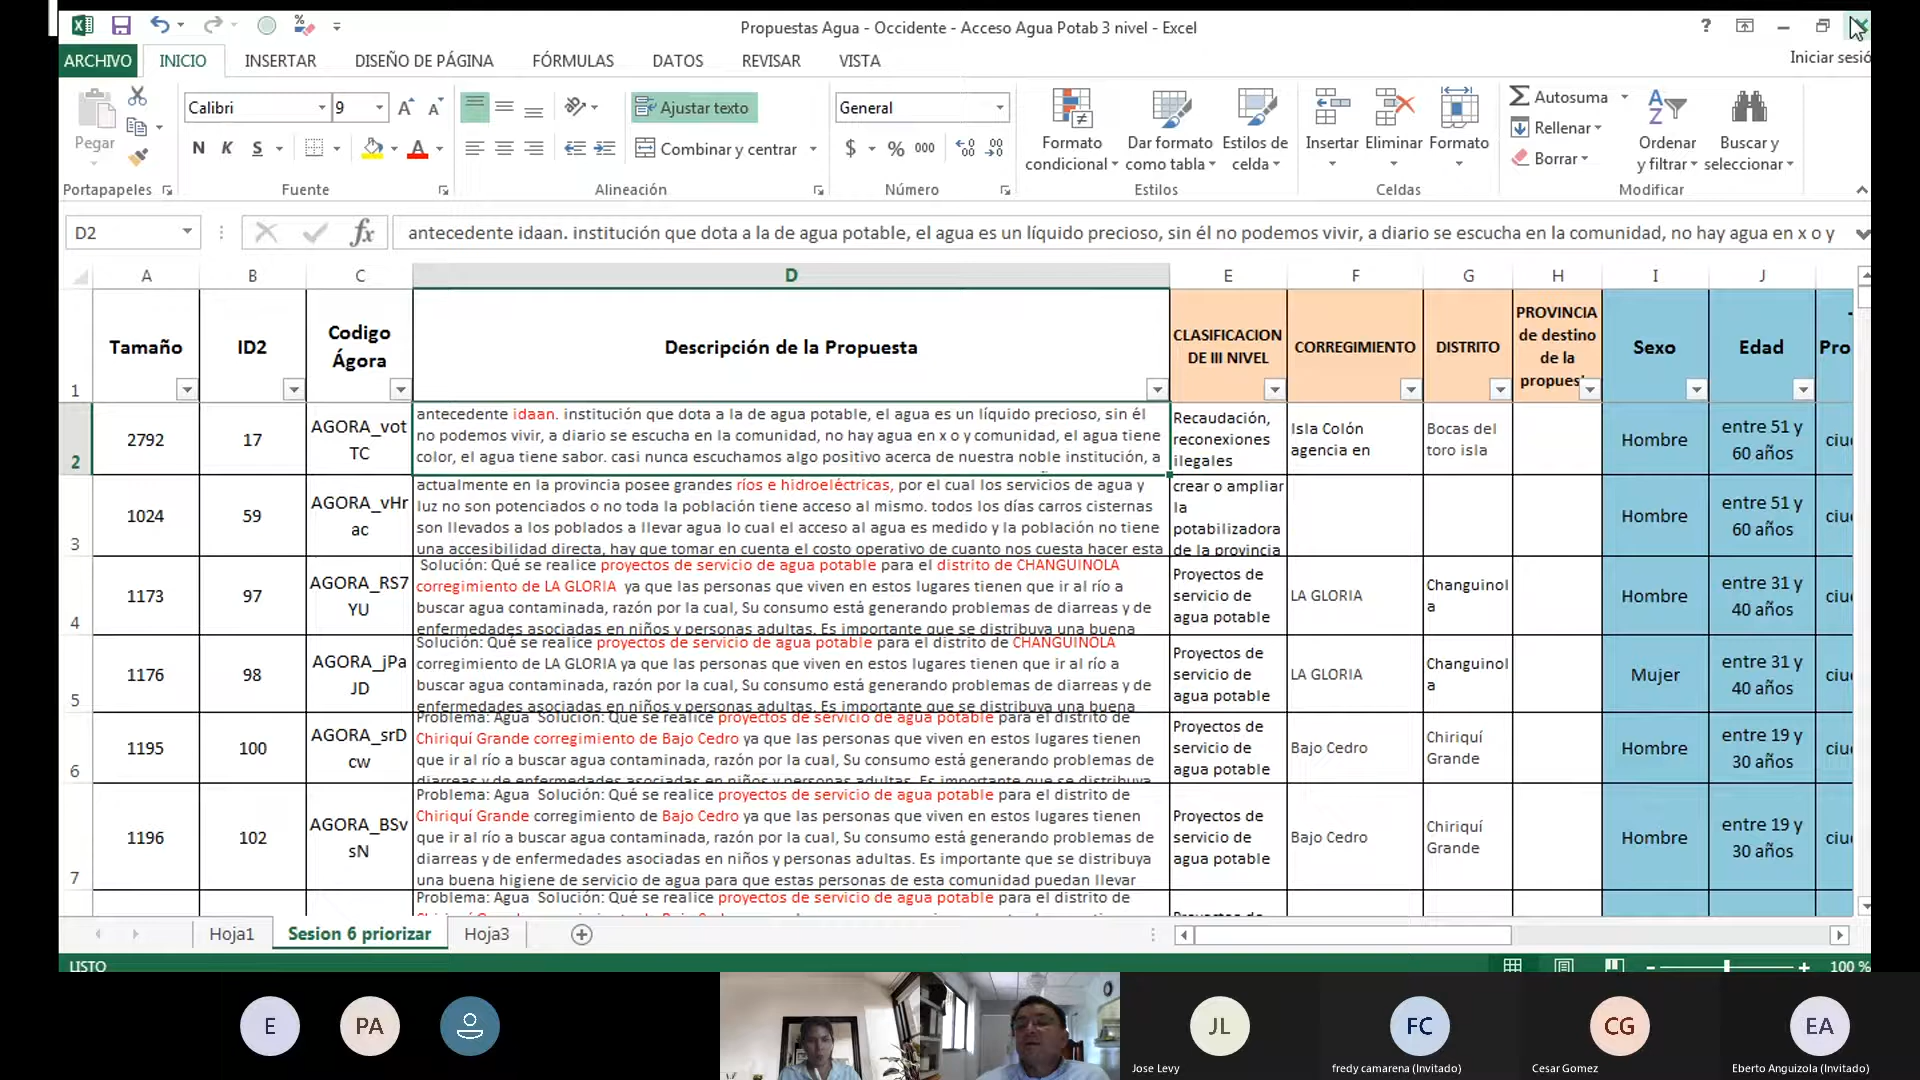 Propuestas Agua - Occidente - Acceso Agua Potab 3 nivel - Excel
Iniciar sesió
ARCHIVO INICIO INSERTAR DISEÑO DE PÁGINA FÓRMULAS DATOS REVISAR VISTA
Pegar
Portapapeles
Calibri 9
N K S
Fuente
Ajustar texto
Combinar y centrar
Alineación
General
$ % 000
Número
Formato condicional
Dar formato como tabla
Estilos de celda
Estilos
Insertar Eliminar Formato
Celdas
Autosuma
Rellenar
Borrar
Ordenar y filtrar
Buscar y seleccionar
Modificar
D2 fx antecedente idaan. institución que dota a la de agua potable, el agua es un líquido precioso, sin él no podemos vivir, a diario se escucha en la comunidad, no hay agua en x o y
A B C D E F G H I J
1 Tamaño ID2 Codigo Ágora Descripción de la Propuesta CLASIFICACION DE III NIVEL CORREGIMIENTO DISTRITO PROVINCIA de destino de la propues Sexo Edad Pro
2 2792 17 AGORA_votTC
antecedente idaan. institución que dota a la de agua potable, el agua es un líquido precioso, sin él
no podemos vivir, a diario se escucha en la comunidad, no hay agua en x o y comunidad, el agua tiene
color, el agua tiene sabor. casi nunca escuchamos algo positivo acerca de nuestra noble institución, a
Recaudación, reconexiones ilegales
Isla Colón agencia en
Bocas del toro isla
Hombre
entre 51 y 60 años
ciu
3 1024 59 AGORA_vHrac
actualmente en la provincia posee grandes ríos e hidroeléctricas, por el cual los servicios de agua y
luz no son potenciados o no toda la población tiene acceso al mismo. todos los días carros cisternas
son llevados a los poblados a llevar agua lo cual el acceso al agua es medido y la población no tiene
una accesibilidad directa, hay que tomar en cuenta el costo operativo de cuanto nos cuesta hacer esta
crear o ampliar la potabilizadora de la provincia
Hombre
entre 51 y 60 años
ciu
4 1173 97 AGORA_RS7YU
Solución: Qué se realice proyectos de servicio de agua potable para el distrito de CHANGUINOLA
corregimiento de LA GLORIA ya que las personas que viven en estos lugares tienen que ir al río a
buscar agua contaminada, razón por la cual, Su consumo está generando problemas de diarreas y de
enfermedades asociadas en niños y personas adultas. Es importante que se distribuya una buena
Proyectos de servicio de agua potable
LA GLORIA
Changuinola
Hombre
entre 31 y 40 años
ciu
5 1176 98 AGORA_jPaJD
Solución: Qué se realice proyectos de servicio de agua potable para el distrito de CHANGUINOLA
corregimiento de LA GLORIA ya que las personas que viven en estos lugares tienen que ir al río a
buscar agua contaminada, razón por la cual, Su consumo está generando problemas de diarreas y de
enfermedades asociadas en niños y personas adultas. Es importante que se distribuya una buena
Proyectos de servicio de agua potable
LA GLORIA
Changuinola
Mujer
entre 31 y 40 años
ciu
6 1195 100 AGORA_srDcw
Problema: Agua Solución: Qué se realice proyectos de servicio de agua potable para el distrito de
Chiriquí Grande corregimiento de Bajo Cedro ya que las personas que viven en estos lugares tienen
que ir al río a buscar agua contaminada, razón por la cual, Su consumo está generando problemas de
diarreas y de enfermedades asociadas en niños y personas adultas. Es importante que se distribuya
Proyectos de servicio de agua potable
Bajo Cedro
Chiriquí Grande
Hombre
entre 19 y 30 años
ciu
7 1196 102 AGORA_BSvsN
Problema: Agua Solución: Qué se realice proyectos de servicio de agua potable para el distrito de
Chiriquí Grande corregimiento de Bajo Cedro ya que las personas que viven en estos lugares tienen
que ir al río a buscar agua contaminada, razón por la cual, Su consumo está generando problemas de
diarreas y de enfermedades asociadas en niños y personas adultas. Es importante que se distribuya
una buena higiene de servicio de agua para que estas personas de esta comunidad puedan llevar
Proyectos de servicio de agua potable
Bajo Cedro
Chiriquí Grande
Hombre
entre 19 y 30 años
ciu
Problema: Agua Solución: Qué se realice proyectos de servicio de agua potable para el distrito de
Hoja1 Sesion 6 priorizar Hoja3
LISTO 100 %
E PA JL FC CG EA
Jose Levy fredy camarena (Invitado) Cesar Gomez Eberto Anguizola (Invitado)